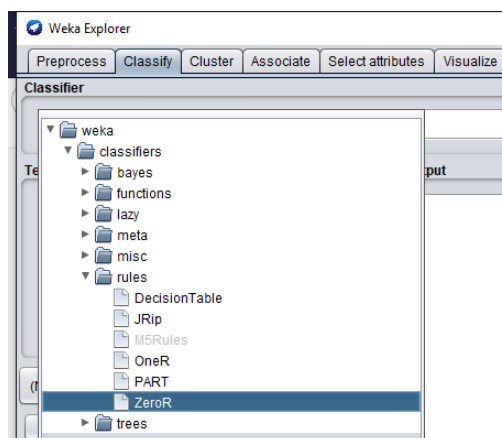 Weka Explorer
Preprocess Classify Cluster Associate Select attributes Visualize
Classifier
weka
classifiers
bayes
functions
lazy
meta
misc
rules
DecisionTable
JRip
M5Rules
OneR
PART
ZeroR
trees